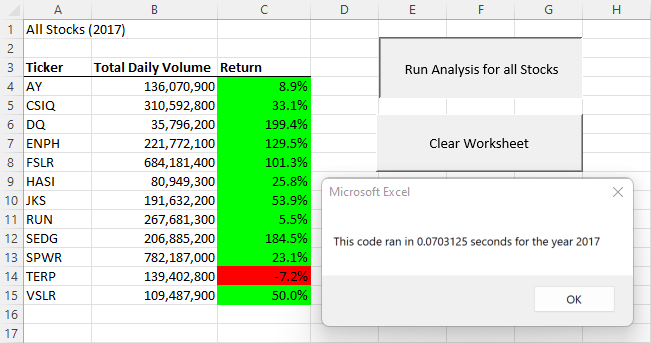 A B C D E F G H
1 All Stocks (2017)
2
3 Ticker Total Daily Volume Return
4 AY 136,070,900 8.9%
5 CSIQ 310,592,800 33.1%
6 DQ 35,796,200 199.4%
7 ENPH 221,772,100 129.5%
8 FSLR 684,181,400 101.3%
9 HASI 80,949,300 25.8%
10 JKS 191,632,200 53.9%
11 RUN 267,681,300 5.5%
12 SEDG 206,885,200 184.5%
13 SPWR 782,187,000 23.1%
14 TERP 139,402,800 -7.2%
15 VSLR 109,487,900 50.0%
16
17
Run Analysis for all Stocks
Clear Worksheet
Microsoft Excel
This code ran in 0.0703125 seconds for the year 2017
OK